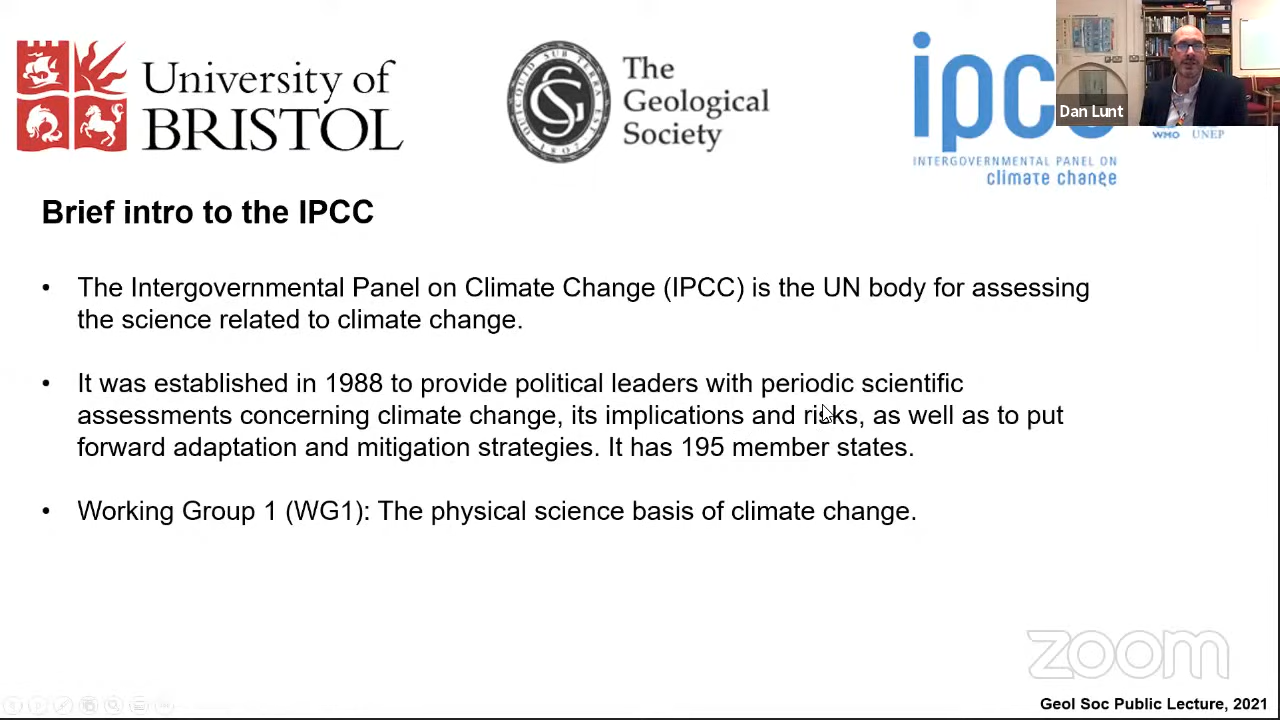 University of
BRISTOL
The
Geological
Society
ipc
INTERGOVERNMENTAL PANEL ON
climate change
WMO
UNEP
Dan Lunt
Brief intro to the IPCC
• The Intergovernmental Panel on Climate Change (IPCC) is the UN body for assessing
the science related to climate change.
• It was established in 1988 to provide political leaders with periodic scientific
assessments concerning climate change, its implications and risks, as well as to put
forward adaptation and mitigation strategies. It has 195 member states.
• Working Group 1 (WG1): The physical science basis of climate change.
zoom
Geol Soc Public Lecture, 2021